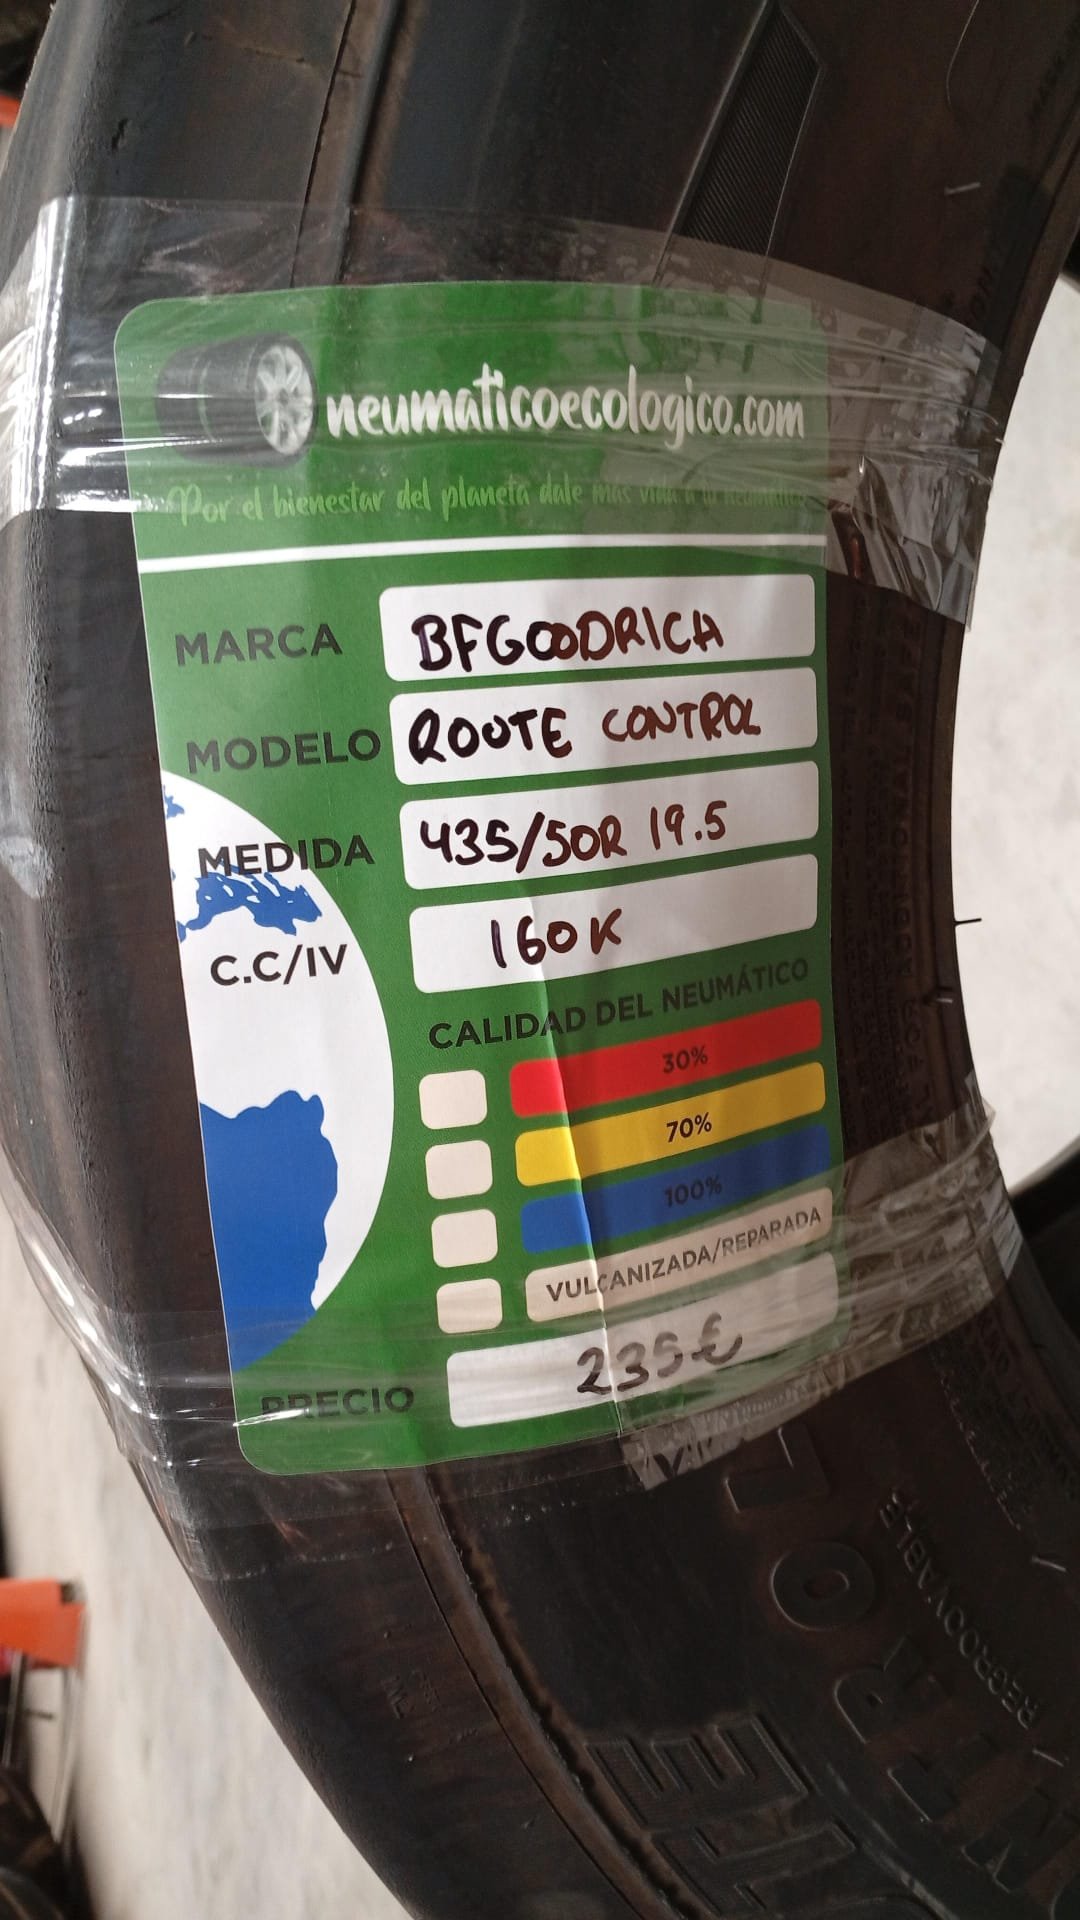 neumaticoecologico.com
Por el bienestar del planeta dale más vida a tu neumático
MARCA BFGOODRICH
MODELO ROUTE CONTROL
MEDIDA 435/50R 19.5
C.C/IV 160K
CALIDAD DEL NEUMÁTICO
30%
70%
100%
VULCANIZADA/REPARADA
PRECIO 235€
REGROOVABLE